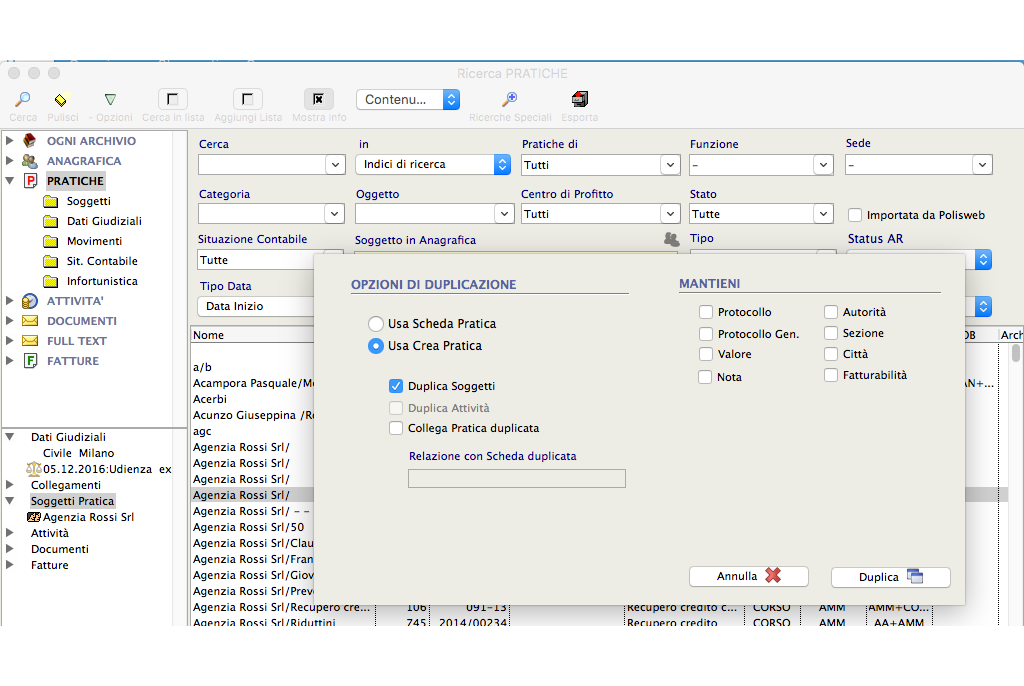 Ricerca PRATICHE
Contenu...
Cerca Pulisci - Opzioni Cerca in lista Aggiungi Lista Mostra Info Ricerche Speciali Esporta
OGNI ARCHIVIO
ANAGRAFICA
PRATICHE
Soggetti
Dati Giudiziali
Movimenti
Sit. Contabile
Infortunistica
ATTIVITA'
DOCUMENTI
FULL TEXT
FATTURE
Dati Giudiziali
Civile Milano
05.12.2016:Udienza ex
Collegamenti
Soggetti Pratica
Agenzia Rossi Srl
Attività
Documenti
Fatture
Cerca in Pratiche di Funzione Sede
Indici di ricerca Tutti – –
Categoria Oggetto Centro di Profitto Stato
Tutti Tutte Importata da Polisweb
Situazione Contabile Soggetto in Anagrafica Tipo Status AR
Tutte
Tipo Data
Data Inizio
Nome Arch
a/b
Acampora Pasquale/Mo AN+...
Acerbi
Acunzo Giuseppina /Re
agc
Agenzia Rossi Srl/
Agenzia Rossi Srl/
Agenzia Rossi Srl/
Agenzia Rossi Srl/
Agenzia Rossi Srl/ – –
Agenzia Rossi Srl/50
Agenzia Rossi Srl/Clau
Agenzia Rossi Srl/Fran
Agenzia Rossi Srl/Giov
Agenzia Rossi Srl/Preve
Agenzia Rossi Srl/Recupero cre... 106 091-13 Recupero credito c... CORSO AMM AMM+CO...
Agenzia Rossi Srl/Riduttini 745 2014/00234 Recupero credito CORSO AMM AA+AMM
OPZIONI DI DUPLICAZIONE
Usa Scheda Pratica
Usa Crea Pratica
Duplica Soggetti
Duplica Attività
Collega Pratica duplicata
Relazione con Scheda duplicata
MANTIENI
Protocollo Autorità
Protocollo Gen. Sezione
Valore Città
Nota Fatturabilità
Annulla Duplica